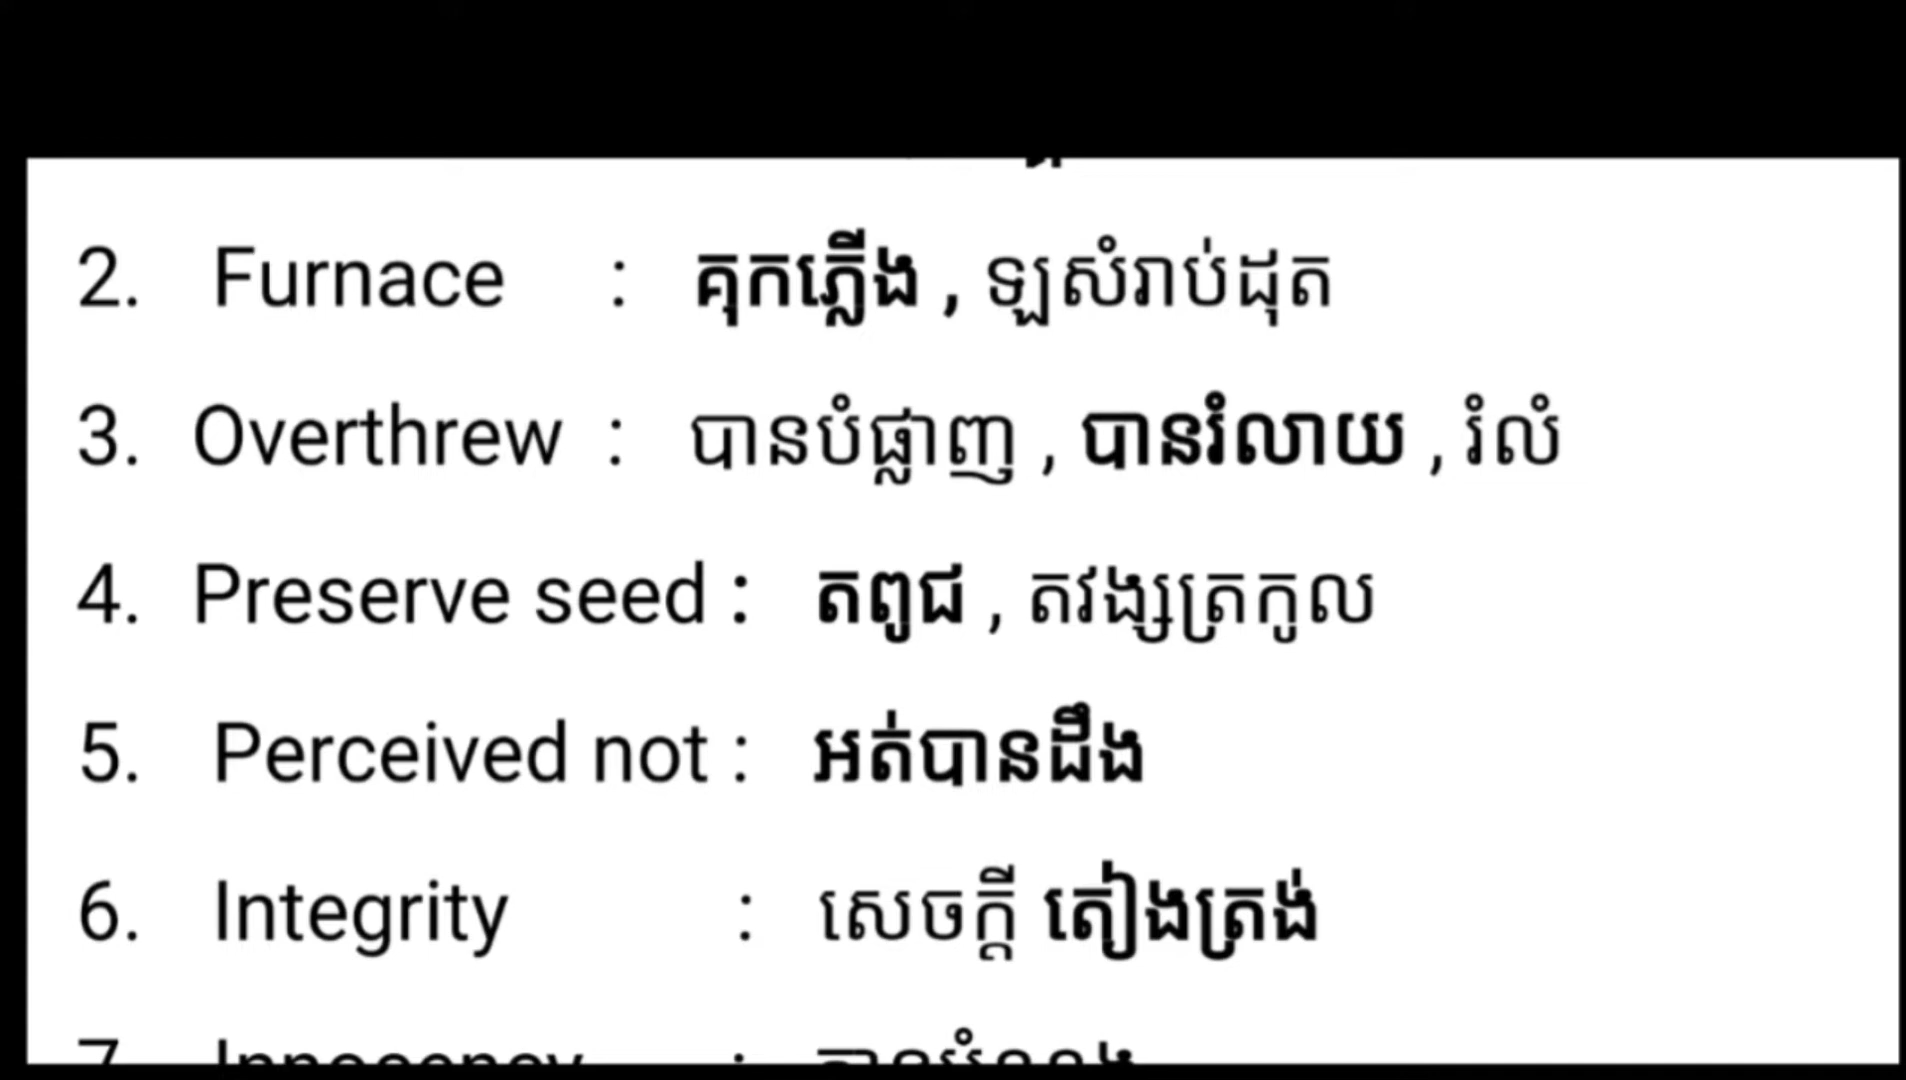 2. Furnace : គុកភ្លើង , ឡសំរាប់ដុត
3. Overthrew : បានបំផ្លាញ , បានរំលាយ , រំលំ
4. Preserve seed : តពូជ , តវង្សត្រកូល
5. Perceived not : អត់បានដឹង
6. Integrity : សេចក្តី តៀងត្រង់
7. Innocency :